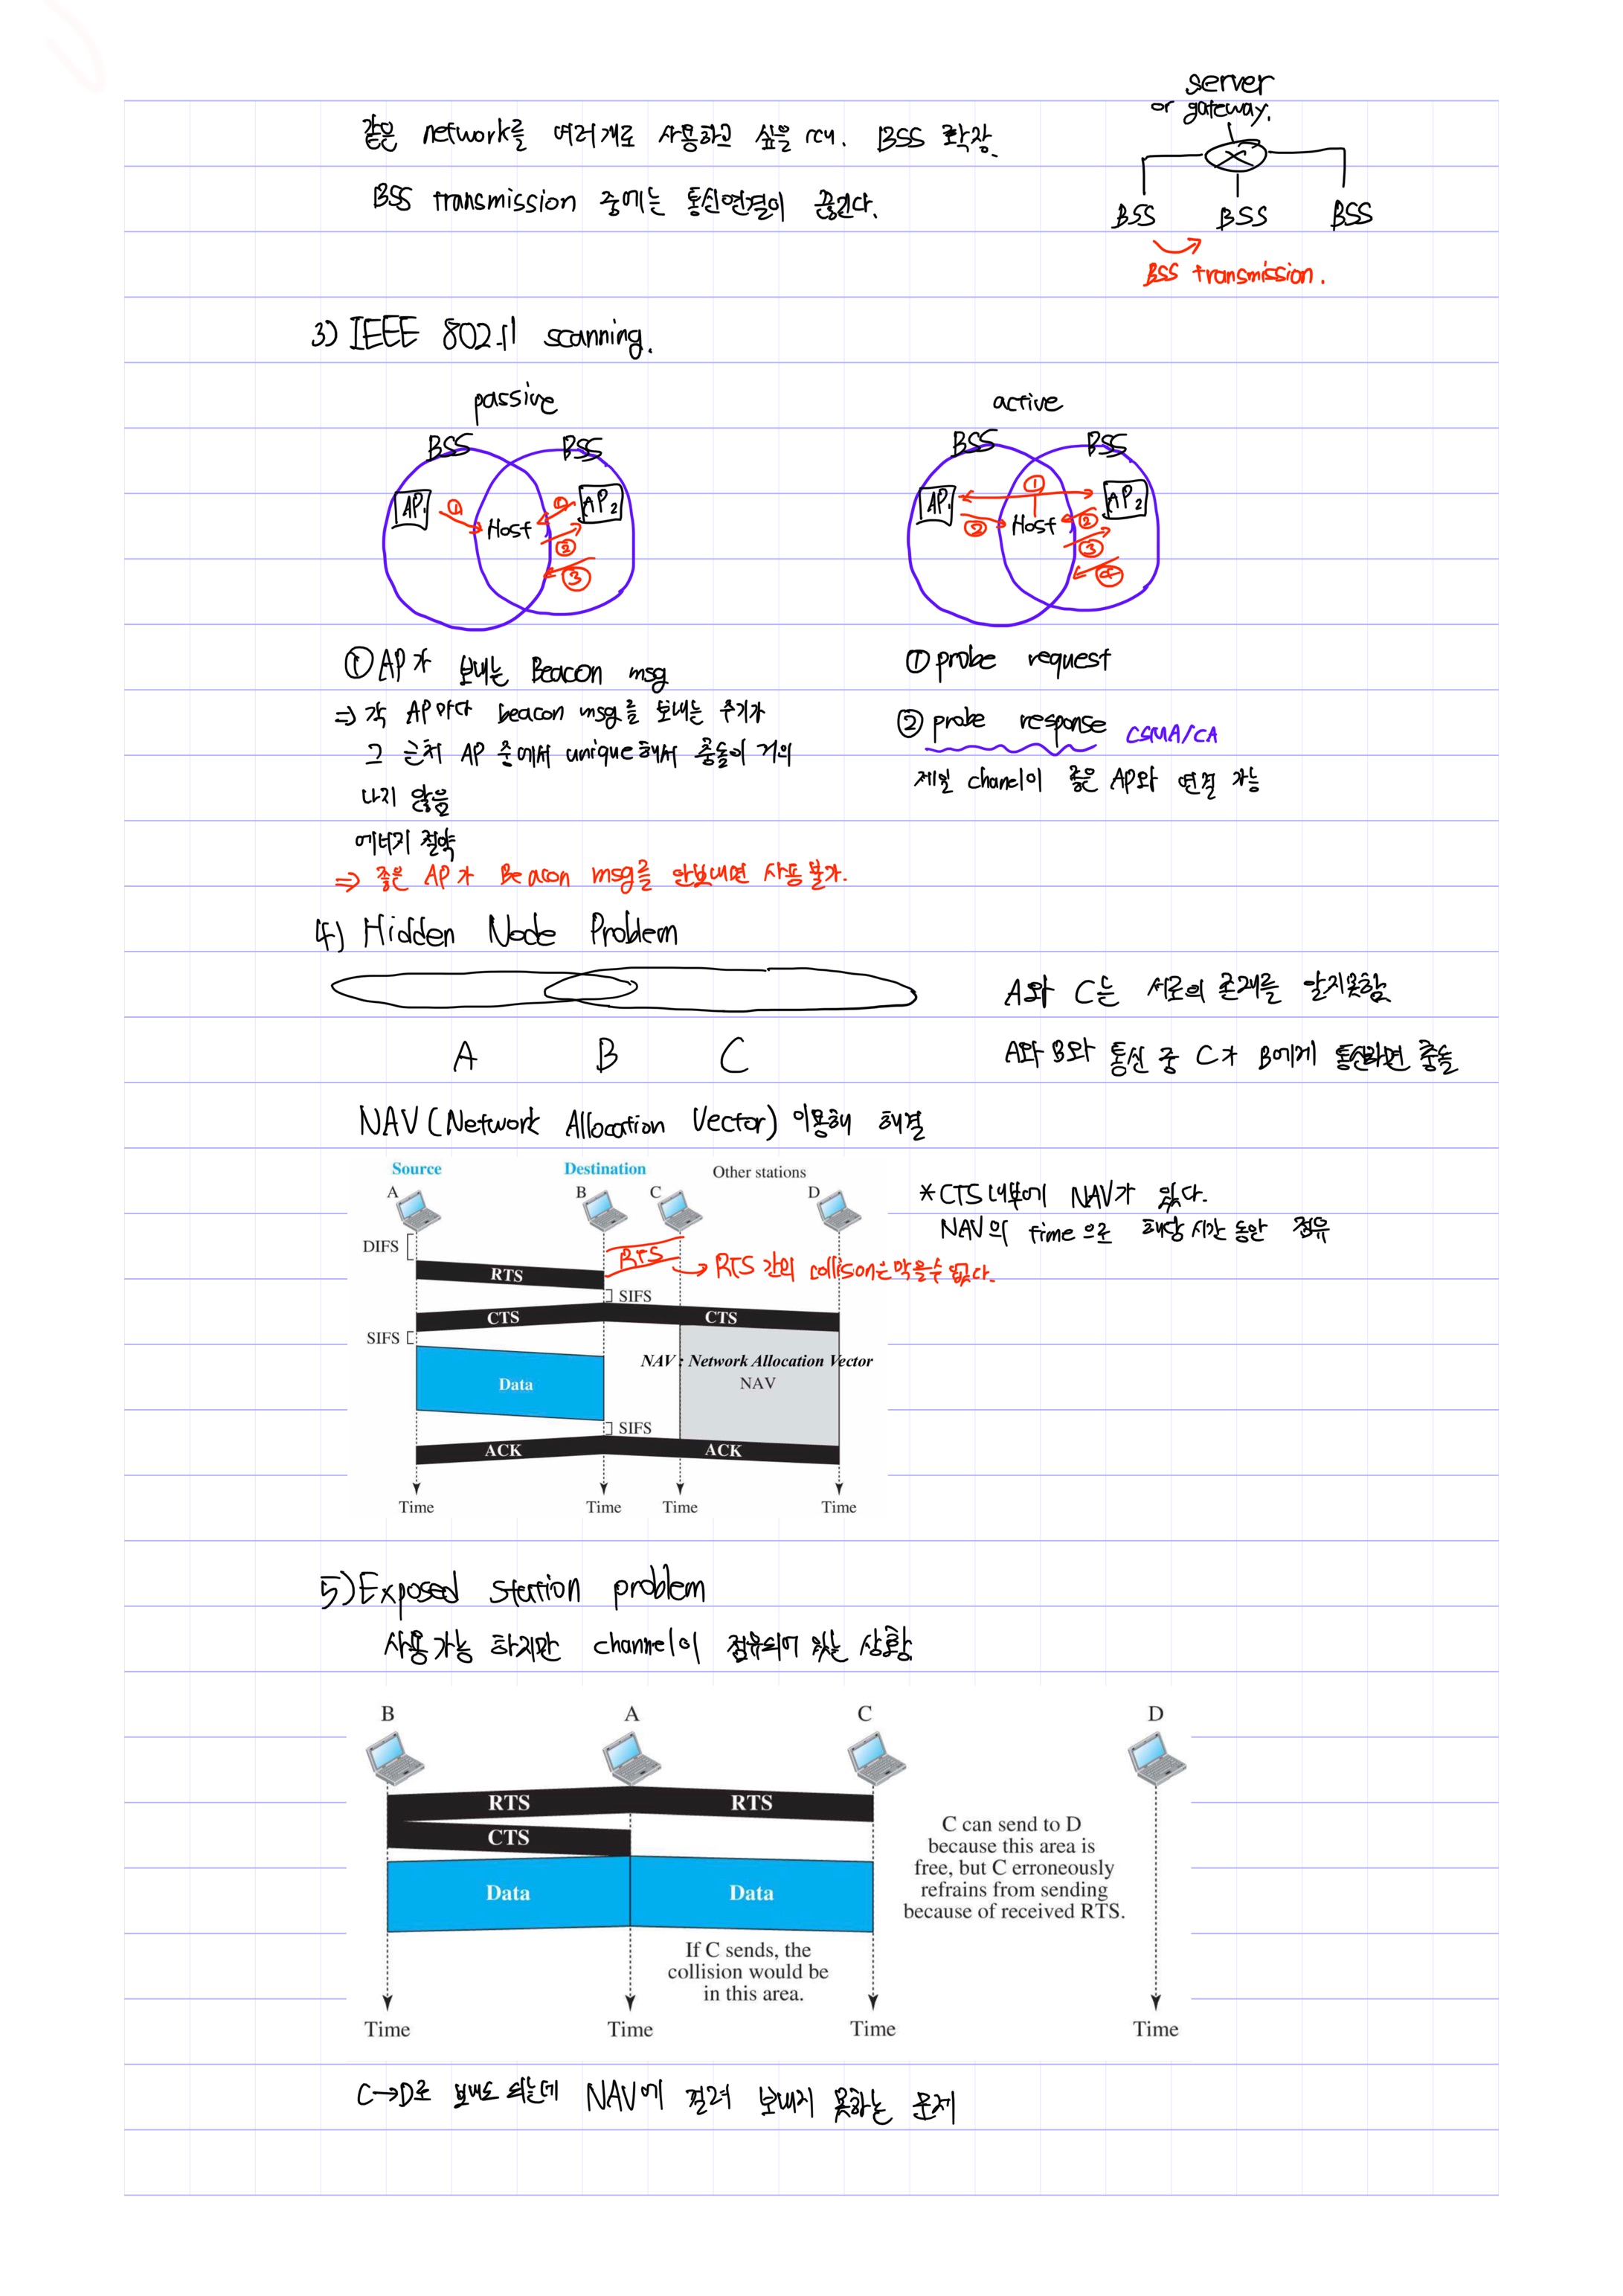 server
or gateway.
같은 network를 여러개로 사용하고 싶을 때. BSS 확장.
BSS transmission 중에는 통신연결이 끊긴다.
BSS BSS BSS
BSS transmission.
3) IEEE 802.11 scanning.
passive
BSS BSS
AP1 ① ① AP2
Host
②
③
active
BSS BSS
① 
AP1 AP2
② Host ②
③
④
① AP가 보내는 Beacon msg
⇒ 각 AP마다 beacon msg를 보내는 주기가
그 근처 AP 중에서 unique해서 충돌이 거의
나지 않음
에너지 절약
⇒ 좋은 AP가 Beacon msg를 안보내면 사용 불가.
① probe request
② probe response CSMA/CA
제일 chanel이 좋은 AP와 연결 가능
4) Hidden Node Problem
A B C
A와 C는 서로의 존재를 알지못함
A와 B와 통신 중 C가 B에게 통신하면 충돌
NAV (Network Allocation Vector) 이용해 해결
Source Destination Other stations
A B C D
DIFS
RTS
RTS
→ RTS 간의 collison은 막을수 없다.
SIFS
CTS CTS
SIFS
NAV : Network Allocation Vector
Data NAV
SIFS
ACK ACK
Time Time Time Time
*CTS 내부에 NAV가 있다.
NAV의 time으로 해당 시간 동안 점유
5) Exposed station problem
사용가능 하지만 channel이 점유되어 있는 상황
B A C D
RTS RTS
CTS
Data Data
C can send to D
because this area is
free, but C erroneously
refrains from sending
because of received RTS.
If C sends, the
collision would be
in this area.
Time Time Time Time
C→D로 보내도 되는데 NAV에 걸려 보내지 못하는 문제